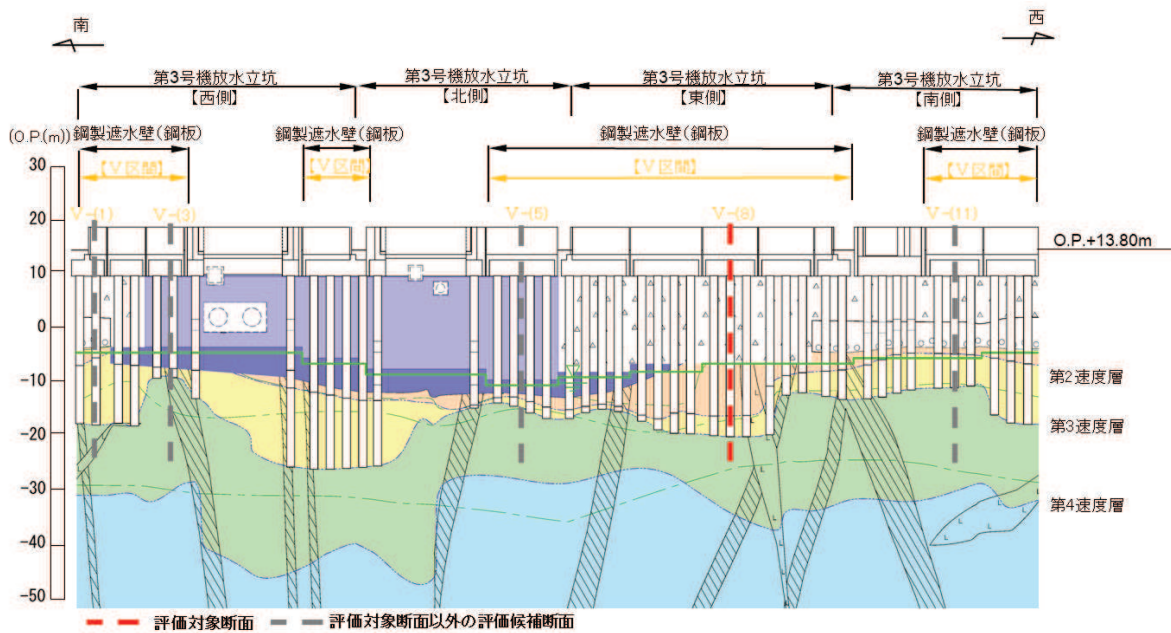 南
西
第3号機放水立坑
【西側】
第3号機放水立坑
【北側】
第3号機放水立坑
【東側】
第3号機放水立坑
【南側】
(O.P.(m))
鋼製遮水壁(鋼板)
鋼製遮水壁(鋼板)
鋼製遮水壁(鋼板)
鋼製遮水壁(鋼板)
【Ⅴ区間】
【Ⅴ区間】
【Ⅴ区間】
【Ⅴ区間】
Ⅴ-(1)
Ⅴ-(3)
Ⅴ-(5)
Ⅴ-(8)
Ⅴ-(11)
O.P.+13.80m
30
20
10
0
-10
-20
-30
-40
-50
第2速度層
第3速度層
第4速度層
評価対象断面
評価対象断面以外の評価候補断面